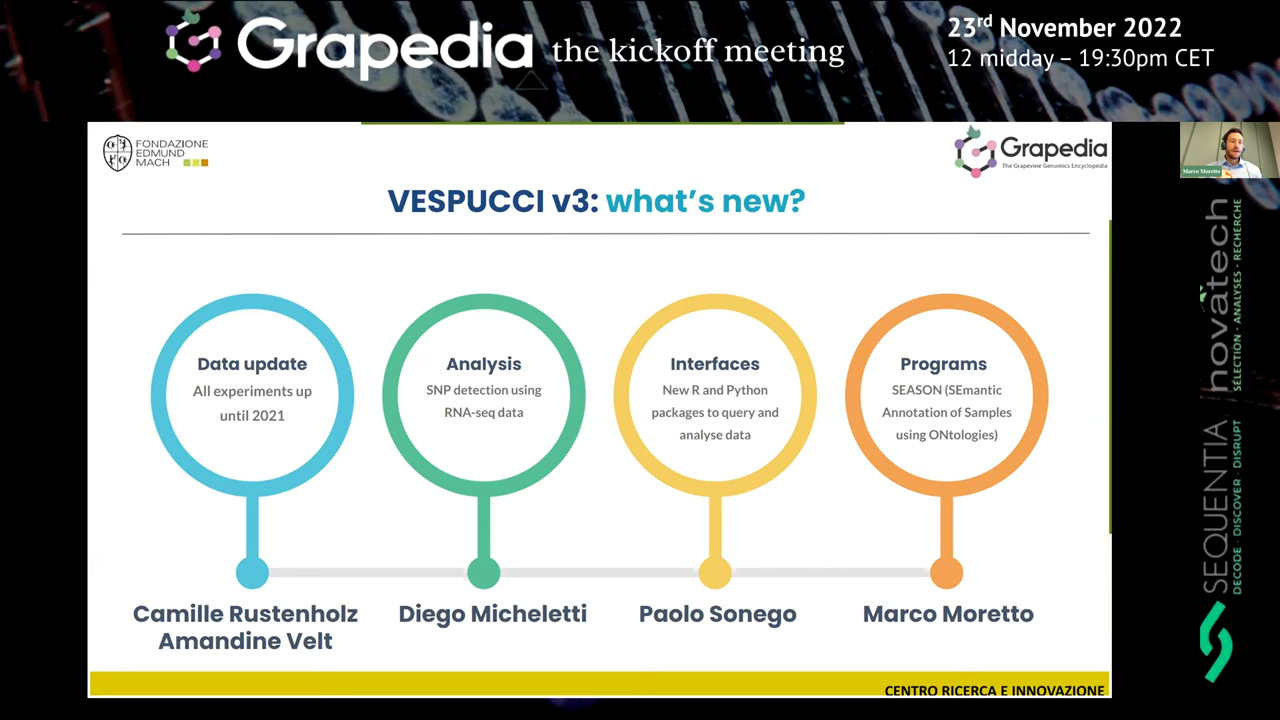 Grapedia the kickoff meeting
23rd November 2022
12 midday – 19:30pm CET
FONDAZIONE
EDMUND
MACH
Grapedia
The Grapevine Genomics Encyclopedia
Marco Moretto
VESPUCCI v3: what's new?
Data update
All experiments up
until 2021
Analysis
SNP detection using
RNA-seq data
Interfaces
New R and Python
packages to query and
analyse data
Programs
SEASON (SEmantic
Annotation of Samples
using ONtologies)
Camille Rustenholz
Amandine Velt
Diego Micheletti
Paolo Sonego
Marco Moretto
CENTRO RICERCA E INNOVAZIONE
novatech
SÉLECTION - ANALYSES - RECHERCHE
SEQUENTIA
DECODE · DISCOVER · DISRUPT